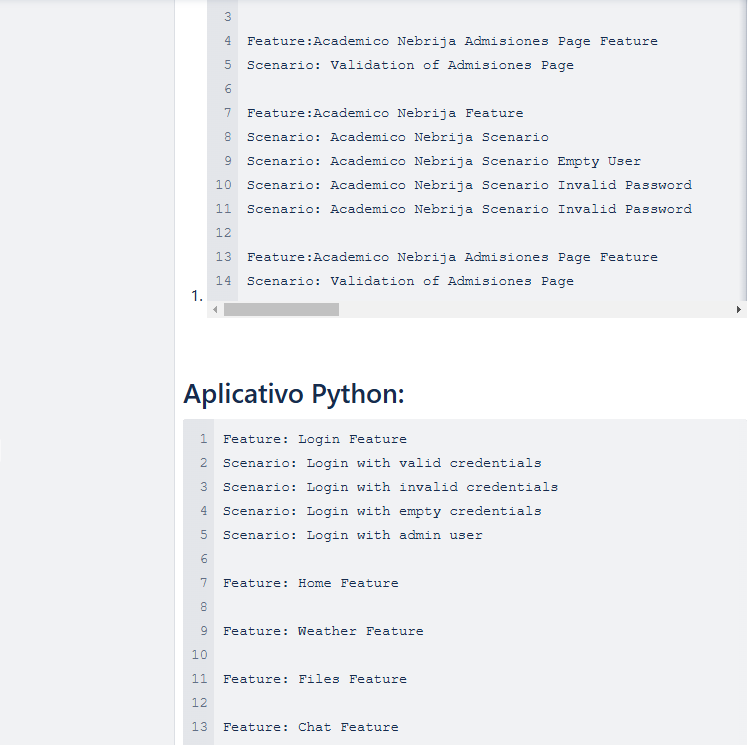 3
4 Feature:Academico Nebrija Admisiones Page Feature
5 Scenario: Validation of Admisiones Page
6
7 Feature:Academico Nebrija Feature
8 Scenario: Academico Nebrija Scenario
9 Scenario: Academico Nebrija Scenario Empty User
10 Scenario: Academico Nebrija Scenario Invalid Password
11 Scenario: Academico Nebrija Scenario Invalid Password
12
13 Feature:Academico Nebrija Admisiones Page Feature
14 Scenario: Validation of Admisiones Page
1.
Aplicativo Python:
1 Feature: Login Feature
2 Scenario: Login with valid credentials
3 Scenario: Login with invalid credentials
4 Scenario: Login with empty credentials
5 Scenario: Login with admin user
6
7 Feature: Home Feature
8
9 Feature: Weather Feature
10
11 Feature: Files Feature
12
13 Feature: Chat Feature